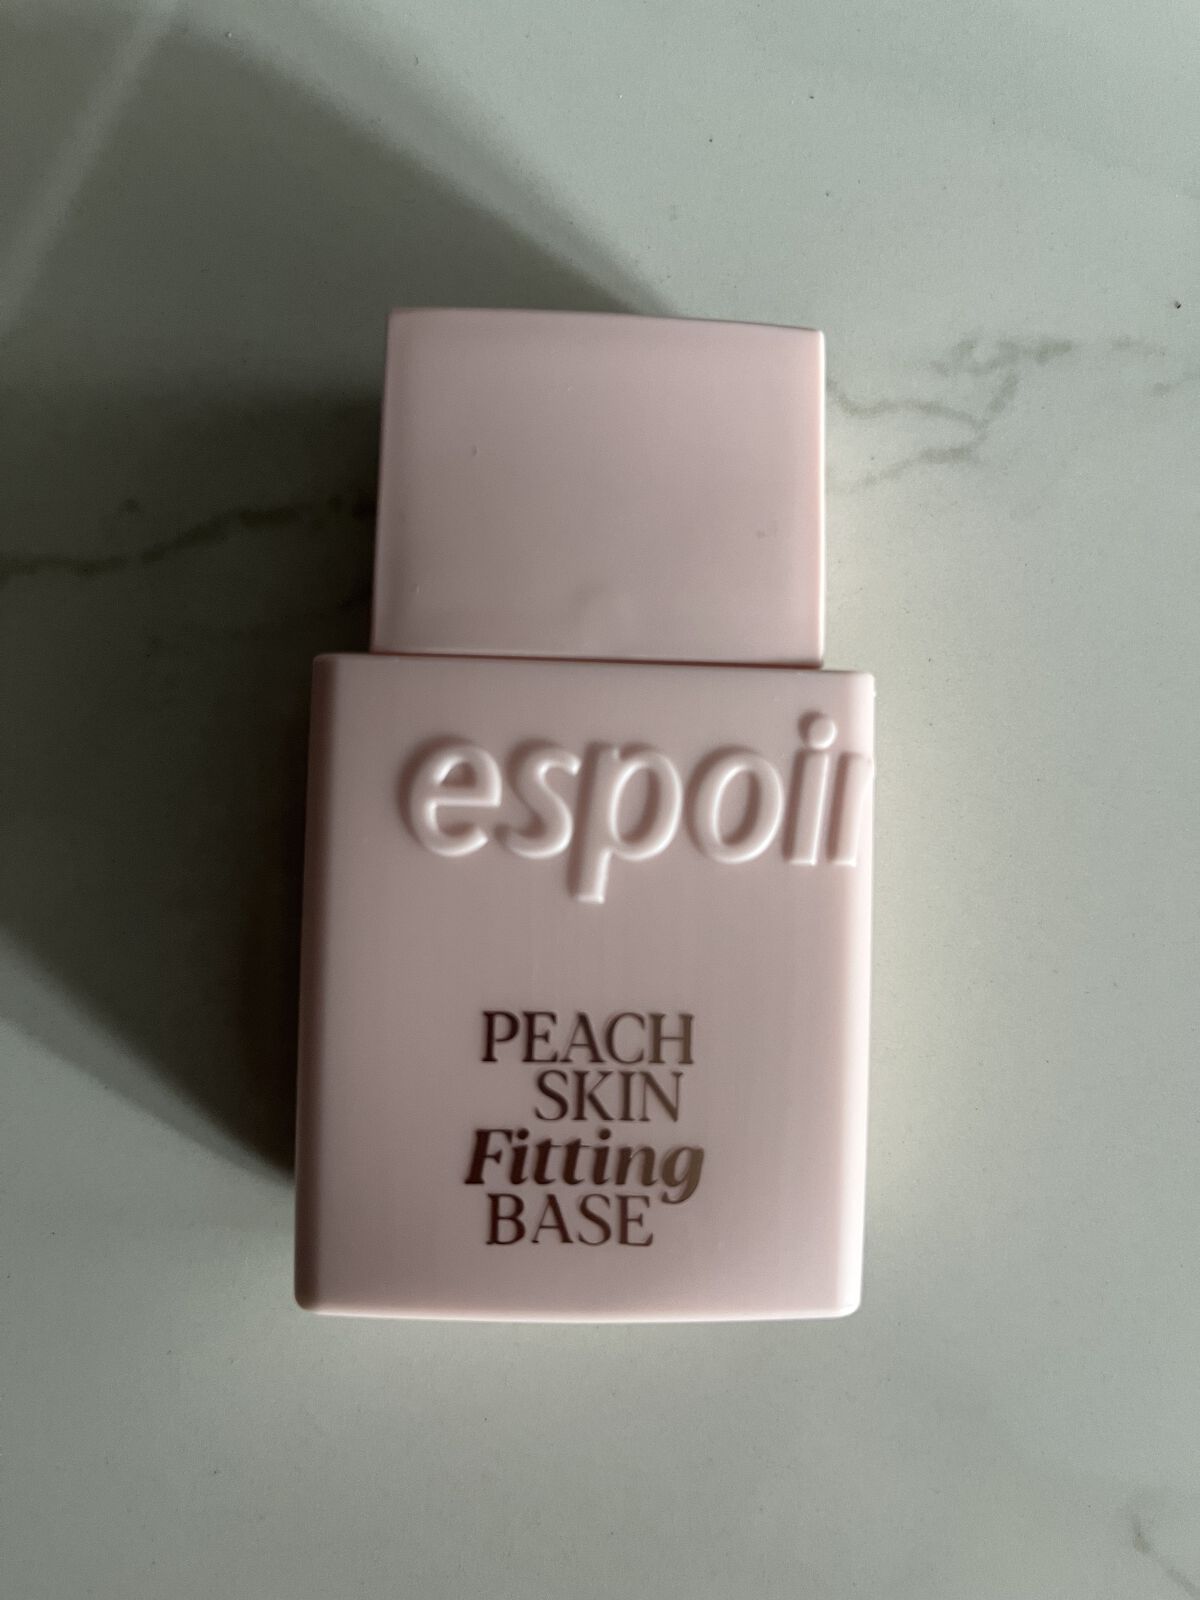 espoir
PEACH
SKIN
Fitting
BASE